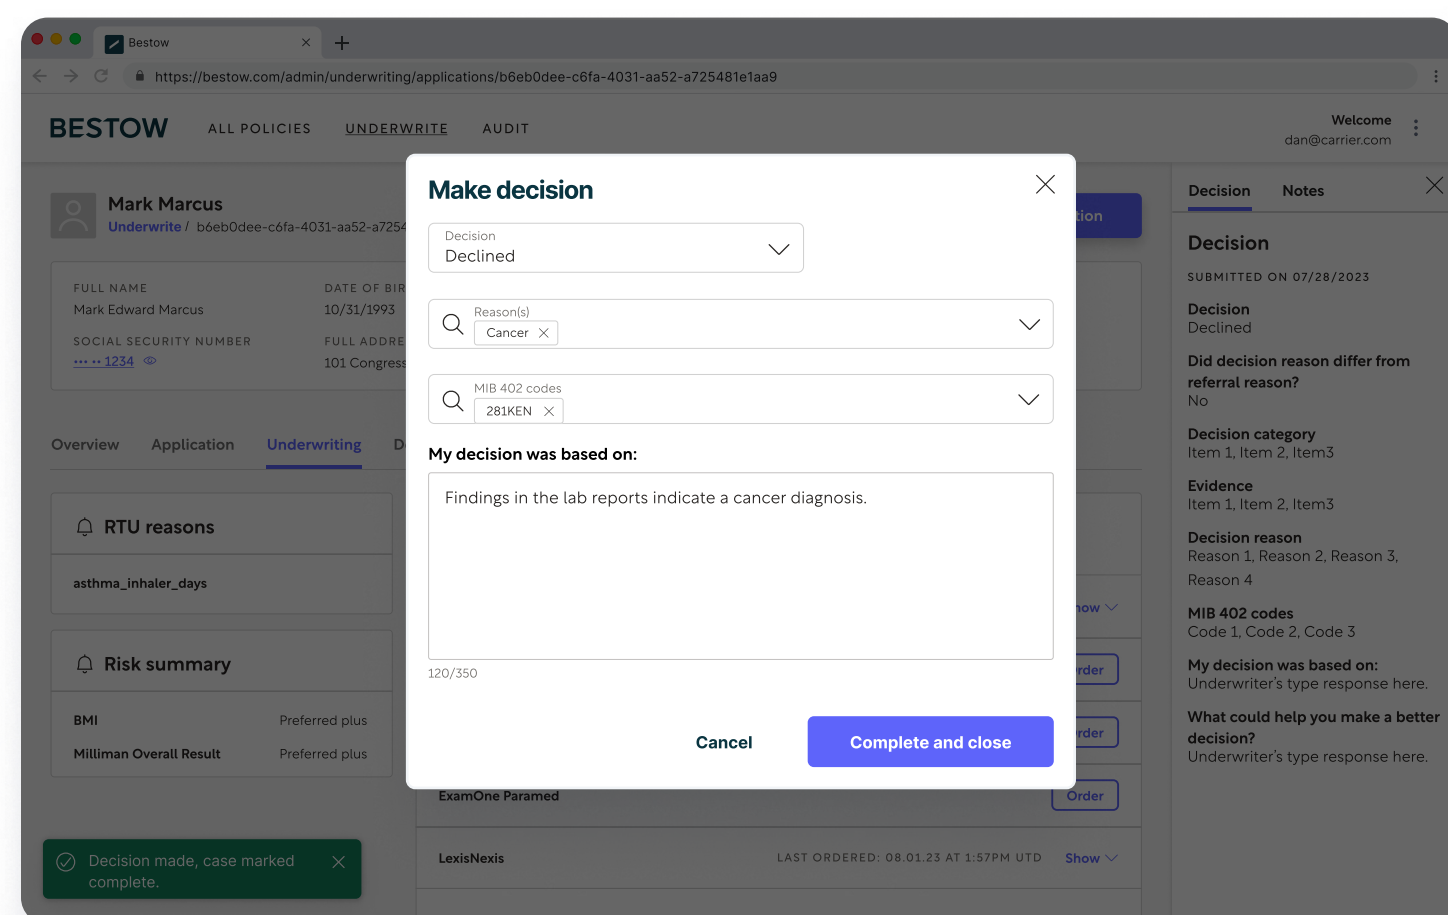 Bestow
https://bestow.com/admin/underwriting/applications/b6eb0dee-c6fa-4031-aa52-a725481e1aa9
BESTOW
ALL POLICIES
UNDERWRITE
AUDIT
Welcome
dan@carrier.com
Mark Marcus
Underwrite / b6eb0dee-c6fa-4031-aa52-a7254
FULL NAME
Mark Edward Marcus
DATE OF BIR
10/31/1993
SOCIAL SECURITY NUMBER
••• •• 1234
FULL ADDRE
101 Congress
Overview
Application
Underwriting
D
RTU reasons
asthma_inhaler_days
Risk summary
BMI
Preferred plus
Milliman Overall Result
Preferred plus
Decision made, case marked
complete.
Make decision
Decision
Declined
Reason(s)
Cancer
MIB 402 codes
281KEN
My decision was based on:
Findings in the lab reports indicate a cancer diagnosis.
120/350
Cancel
Complete and close
tion
how
rder
rder
ExamOne Paramed
Order
LexisNexis
LAST ORDERED: 08.01.23 AT 1:57PM UTD
Show
Decision
Notes
Decision
SUBMITTED ON 07/28/2023
Decision
Declined
Did decision reason differ from
referral reason?
No
Decision category
Item 1, Item 2, Item3
Evidence
Item 1, Item 2, Item3
Decision reason
Reason 1, Reason 2, Reason 3,
Reason 4
MIB 402 codes
Code 1, Code 2, Code 3
My decision was based on:
Underwriter's type response here.
What could help you make a better
decision?
Underwriter's type response here.